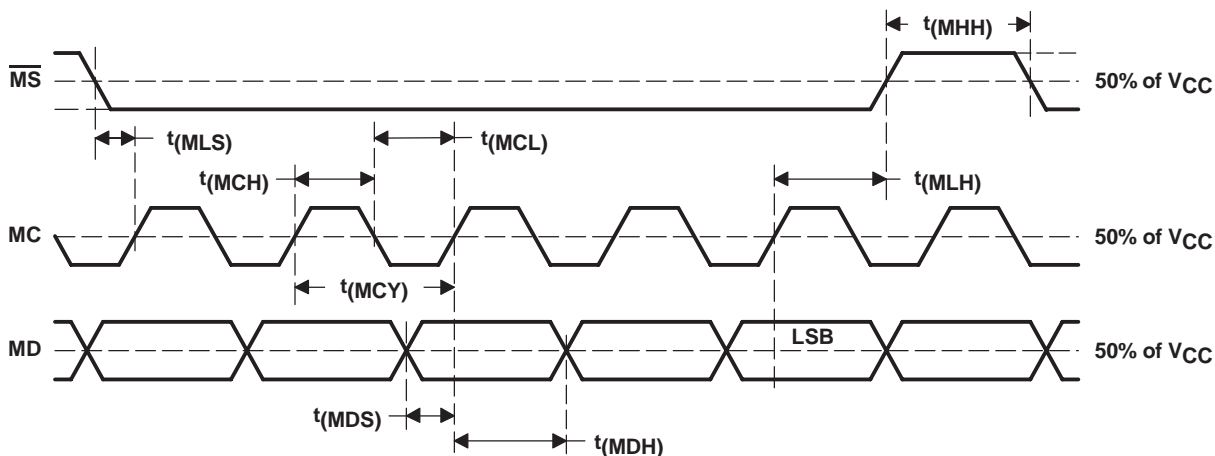 t(MHH)
MS 50% of VCC
t(MLS) t(MCL)
t(MCH) t(MLH)
MC 50% of VCC
t(MCY)
MD LSB 50% of VCC
t(MDS) t(MDH)